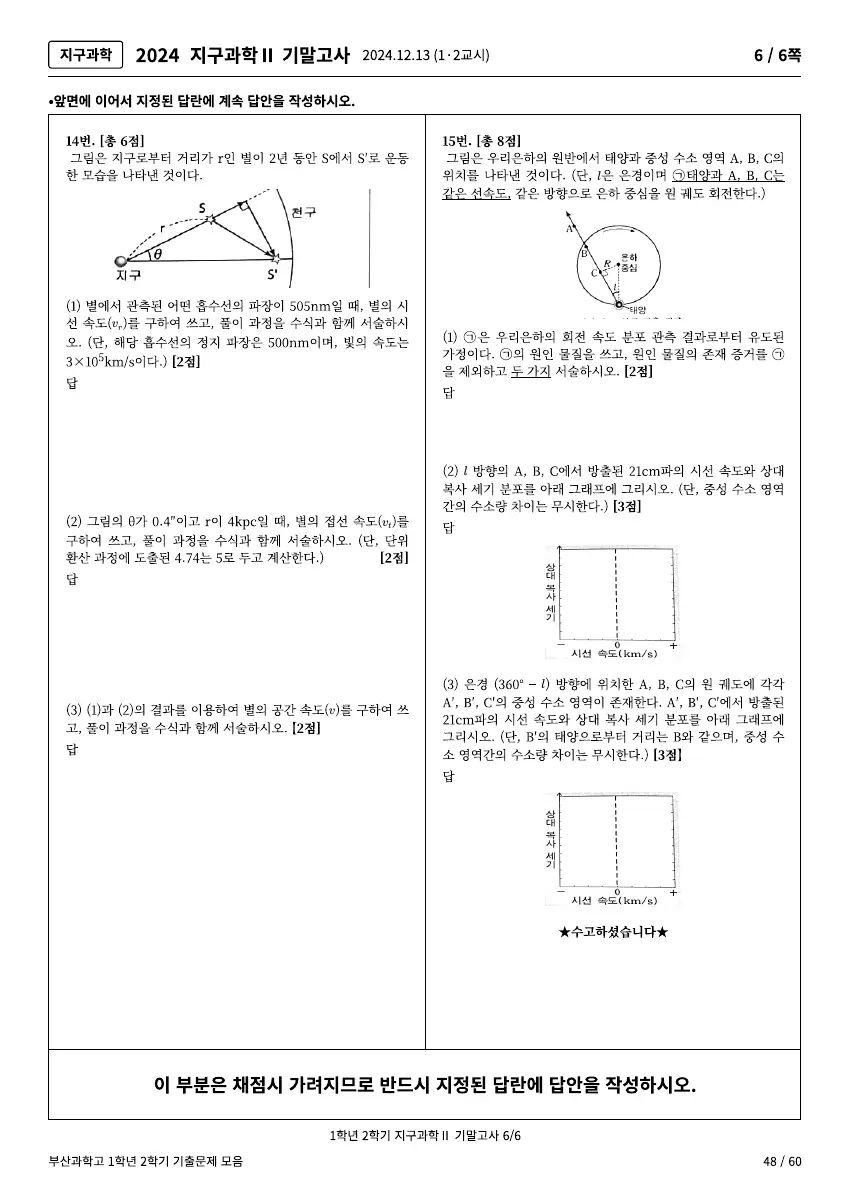 지구과학
2024 지구과학Ⅱ 기말고사 2024.12.13 (1·2교시)
6 / 6쪽
•앞면에 이어서 지정된 답란에 계속 답안을 작성하시오.
14번. [총 6점]
그림은 지구로부터 거리가 r인 별이 2년 동안 S에서 S′로 운동
한 모습을 나타낸 것이다.
S
천구
r
θ
지구
S'
(1) 별에서 관측된 어떤 흡수선의 파장이 505nm일 때, 별의 시
선 속도(vᵣ)를 구하여 쓰고, 풀이 과정을 수식과 함께 서술하시
오. (단, 해당 흡수선의 정지 파장은 500nm이며, 빛의 속도는
3×10⁵km/s이다.) [2점]
답
(2) 그림의 θ가 0.4″이고 r이 4kpc일 때, 별의 접선 속도(vₜ)를
구하여 쓰고, 풀이 과정을 수식과 함께 서술하시오. (단, 단위
환산 과정에 도출된 4.74는 5로 두고 계산한다.) [2점]
답
(3) (1)과 (2)의 결과를 이용하여 별의 공간 속도(v)를 구하여 쓰
고, 풀이 과정을 수식과 함께 서술하시오. [2점]
답
15번. [총 8점]
그림은 우리은하의 원반에서 태양과 중성 수소 영역 A, B, C의
위치를 나타낸 것이다. (단, l은 은경이며 ㉠태양과 A, B, C는
같은 선속도, 같은 방향으로 은하 중심을 원 궤도 회전한다.)
A
B
C
R
은하
중심
l
태양
(1) ㉠은 우리은하의 회전 속도 분포 관측 결과로부터 유도된
가정이다. ㉠의 원인 물질을 쓰고, 원인 물질의 존재 증거를 ㉠
을 제외하고 두 가지 서술하시오. [2점]
답
(2) l 방향의 A, B, C에서 방출된 21cm파의 시선 속도와 상대
복사 세기 분포를 아래 그래프에 그리시오. (단, 중성 수소 영역
간의 수소량 차이는 무시한다.) [3점]
답
상대 복사 세기
− 0 +
시선 속도(km/s)
(3) 은경 (360° − l) 방향에 위치한 A, B, C의 원 궤도에 각각
A′, B′, C′의 중성 수소 영역이 존재한다. A′, B′, C′에서 방출된
21cm파의 시선 속도와 상대 복사 세기 분포를 아래 그래프에
그리시오. (단, B′의 태양으로부터 거리는 B와 같으며, 중성 수
소 영역간의 수소량 차이는 무시한다.) [3점]
답
상대 복사 세기
− 0 +
시선 속도(km/s)
★수고하셨습니다★
이 부분은 채점시 가려지므로 반드시 지정된 답란에 답안을 작성하시오.
1학년 2학기 지구과학Ⅱ 기말고사 6/6
부산과학고 1학년 2학기 기출문제 모음
48 / 60